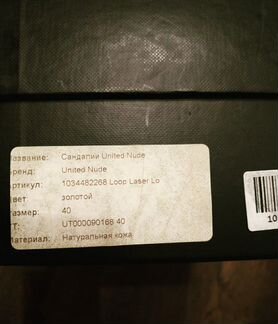 азвание: Сандалии United Nude
ренд: United Nude
ртикул: 1034482268 Loop Laser Lo
вет золотой
азмер: 40
Т: UT000090168 40
Материал: Натуральная кожа
10